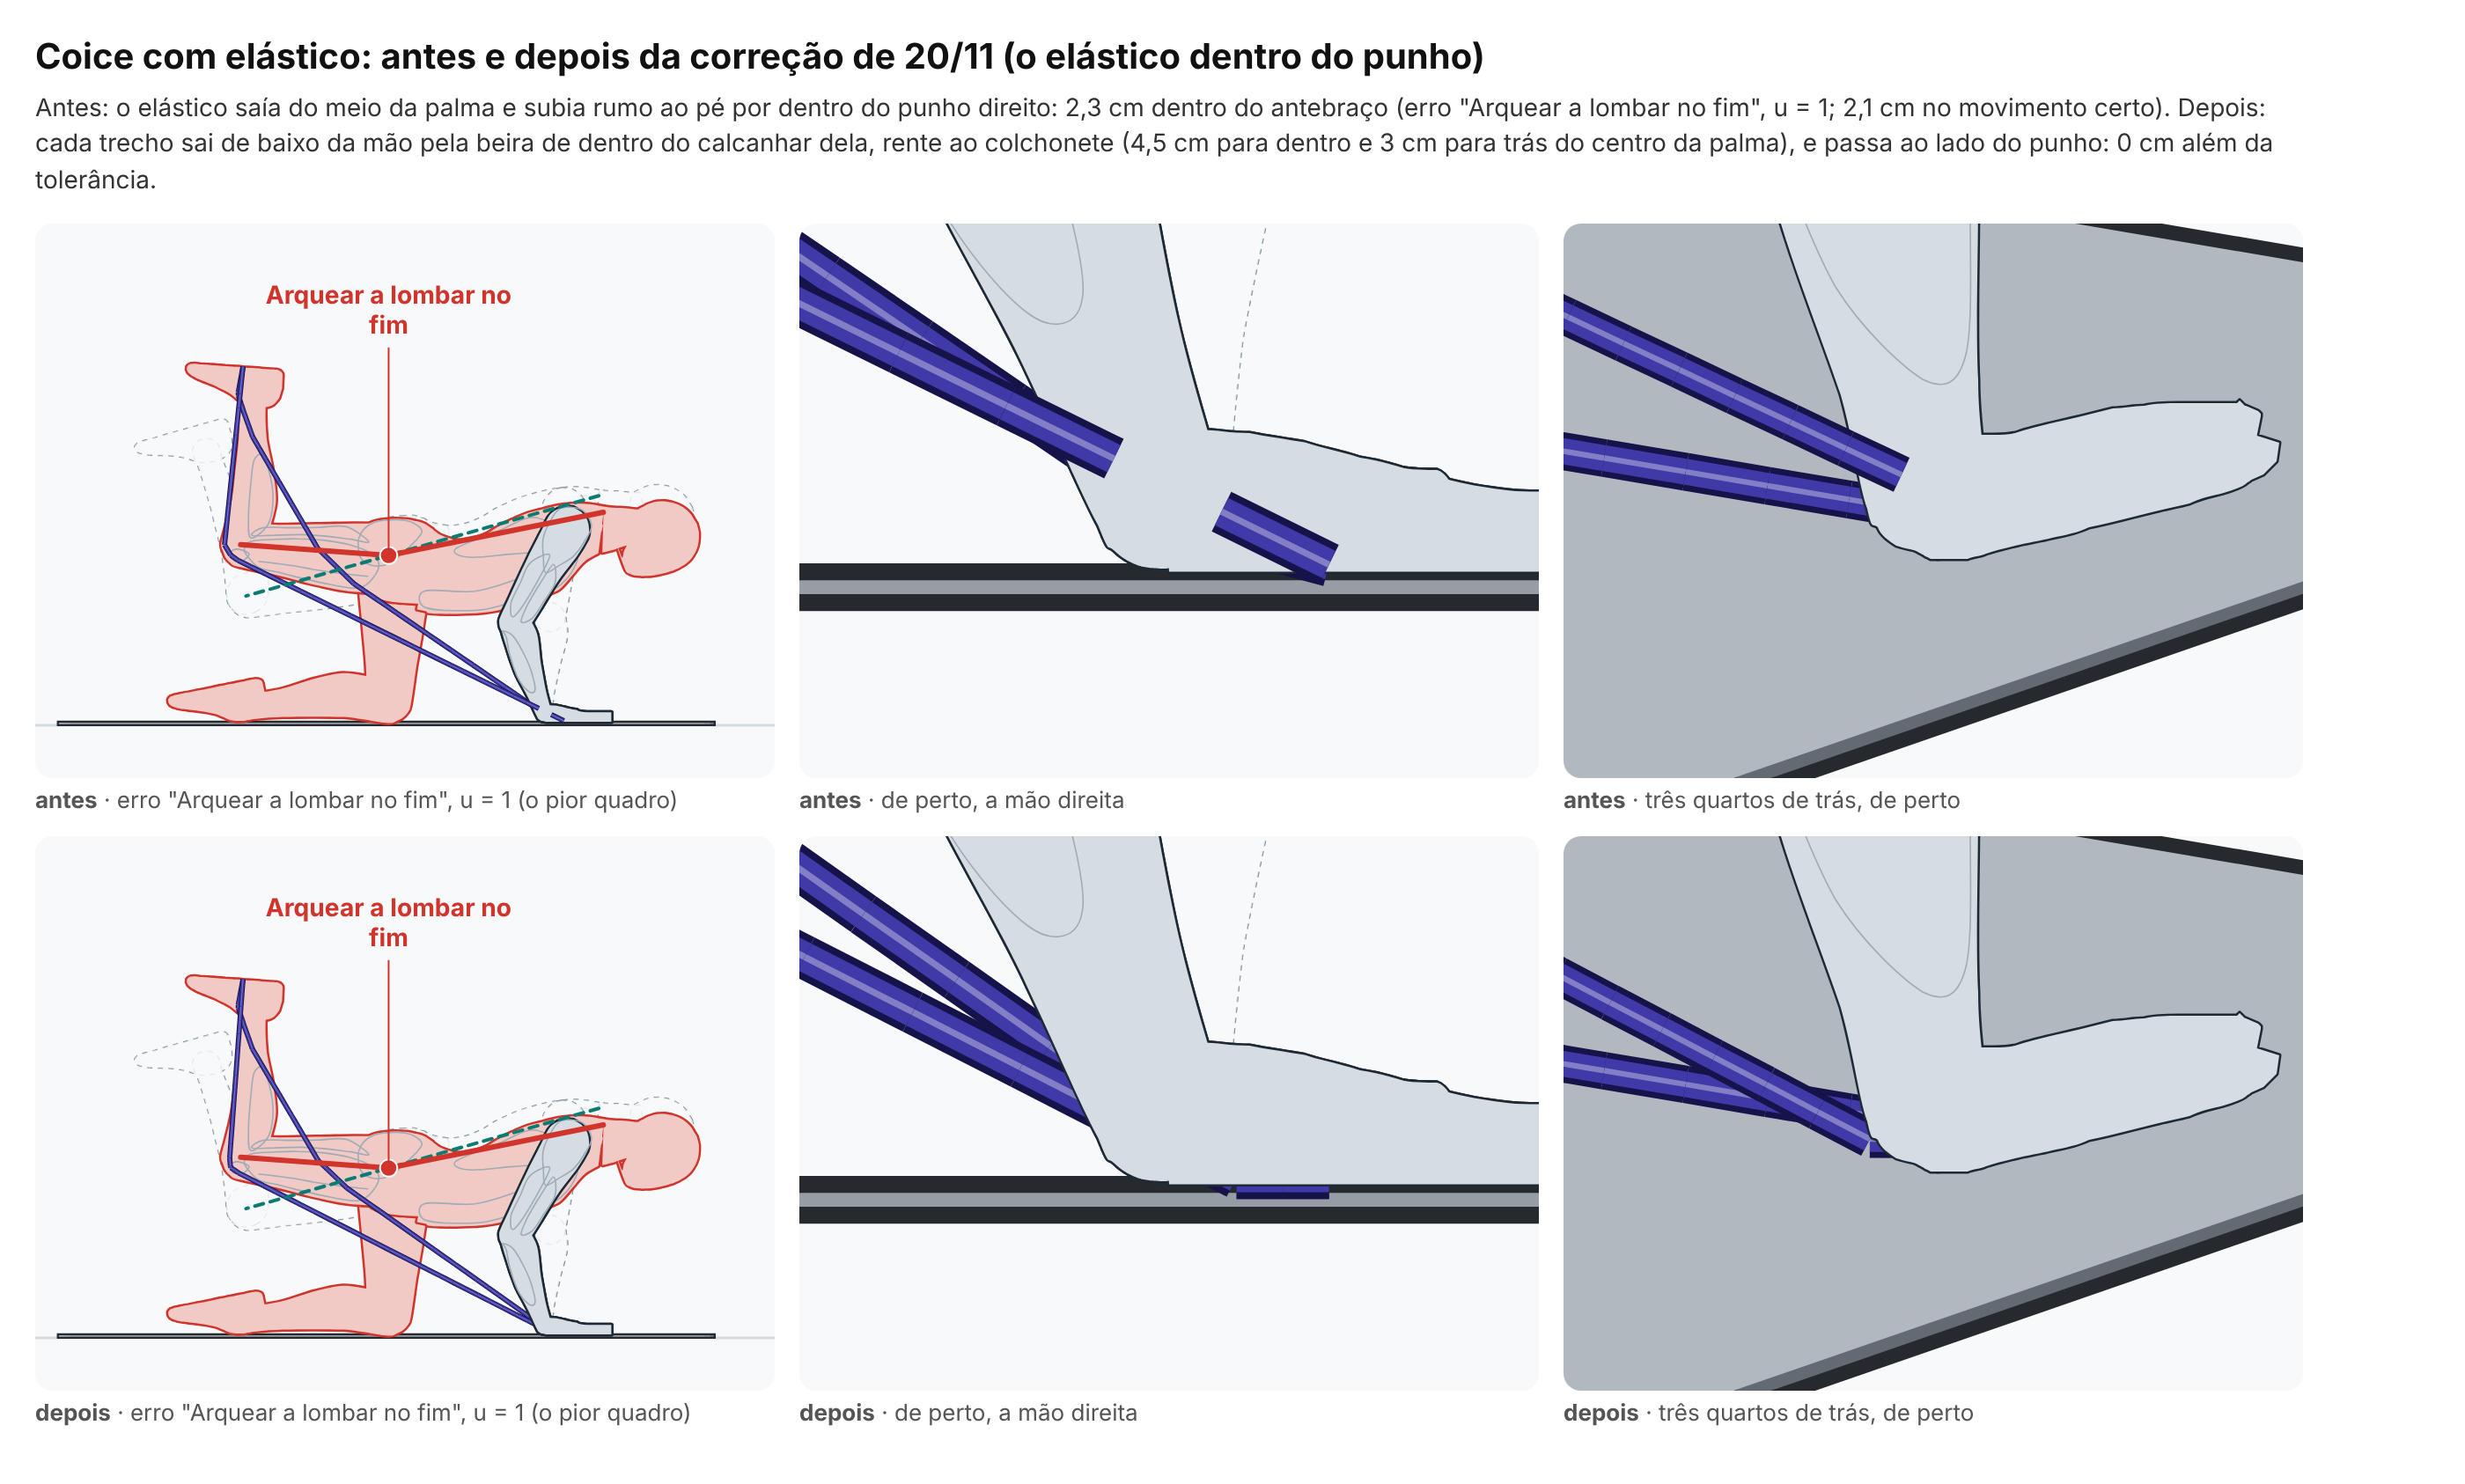 Coice com elástico: antes e depois da correção de 20/11 (o elástico dentro do punho)
Antes: o elástico saía do meio da palma e subia rumo ao pé por dentro do punho direito: 2,3 cm dentro do antebraço (erro "Arquear a lombar no fim", u = 1; 2,1 cm no movimento certo). Depois:
cada trecho sai de baixo da mão pela beira de dentro do calcanhar dela, rente ao colchonete (4,5 cm para dentro e 3 cm para trás do centro da palma), e passa ao lado do punho: 0 cm além da
tolerância.
Arquear a lombar no
fim
antes · erro "Arquear a lombar no fim", u = 1 (o pior quadro)
antes · de perto, a mão direita
antes · três quartos de trás, de perto
Arquear a lombar no
fim
depois · erro "Arquear a lombar no fim", u = 1 (o pior quadro)
depois · de perto, a mão direita
depois · três quartos de trás, de perto